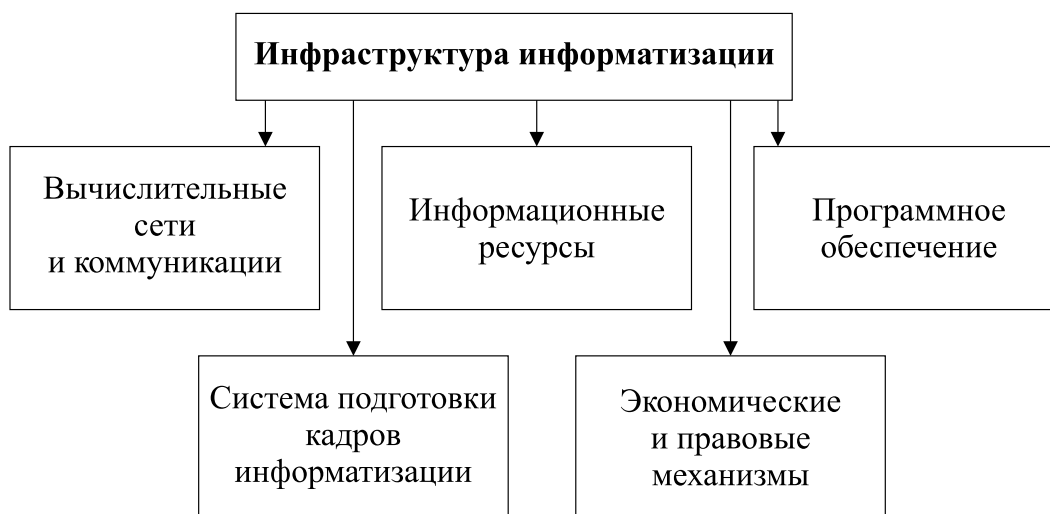 Инфраструктура информатизации
Вычислительные
сети
и коммуникации
Информационные
ресурсы
Программное
обеспечение
Система подготовки
кадров
информатизации
Экономические
и правовые
механизмы